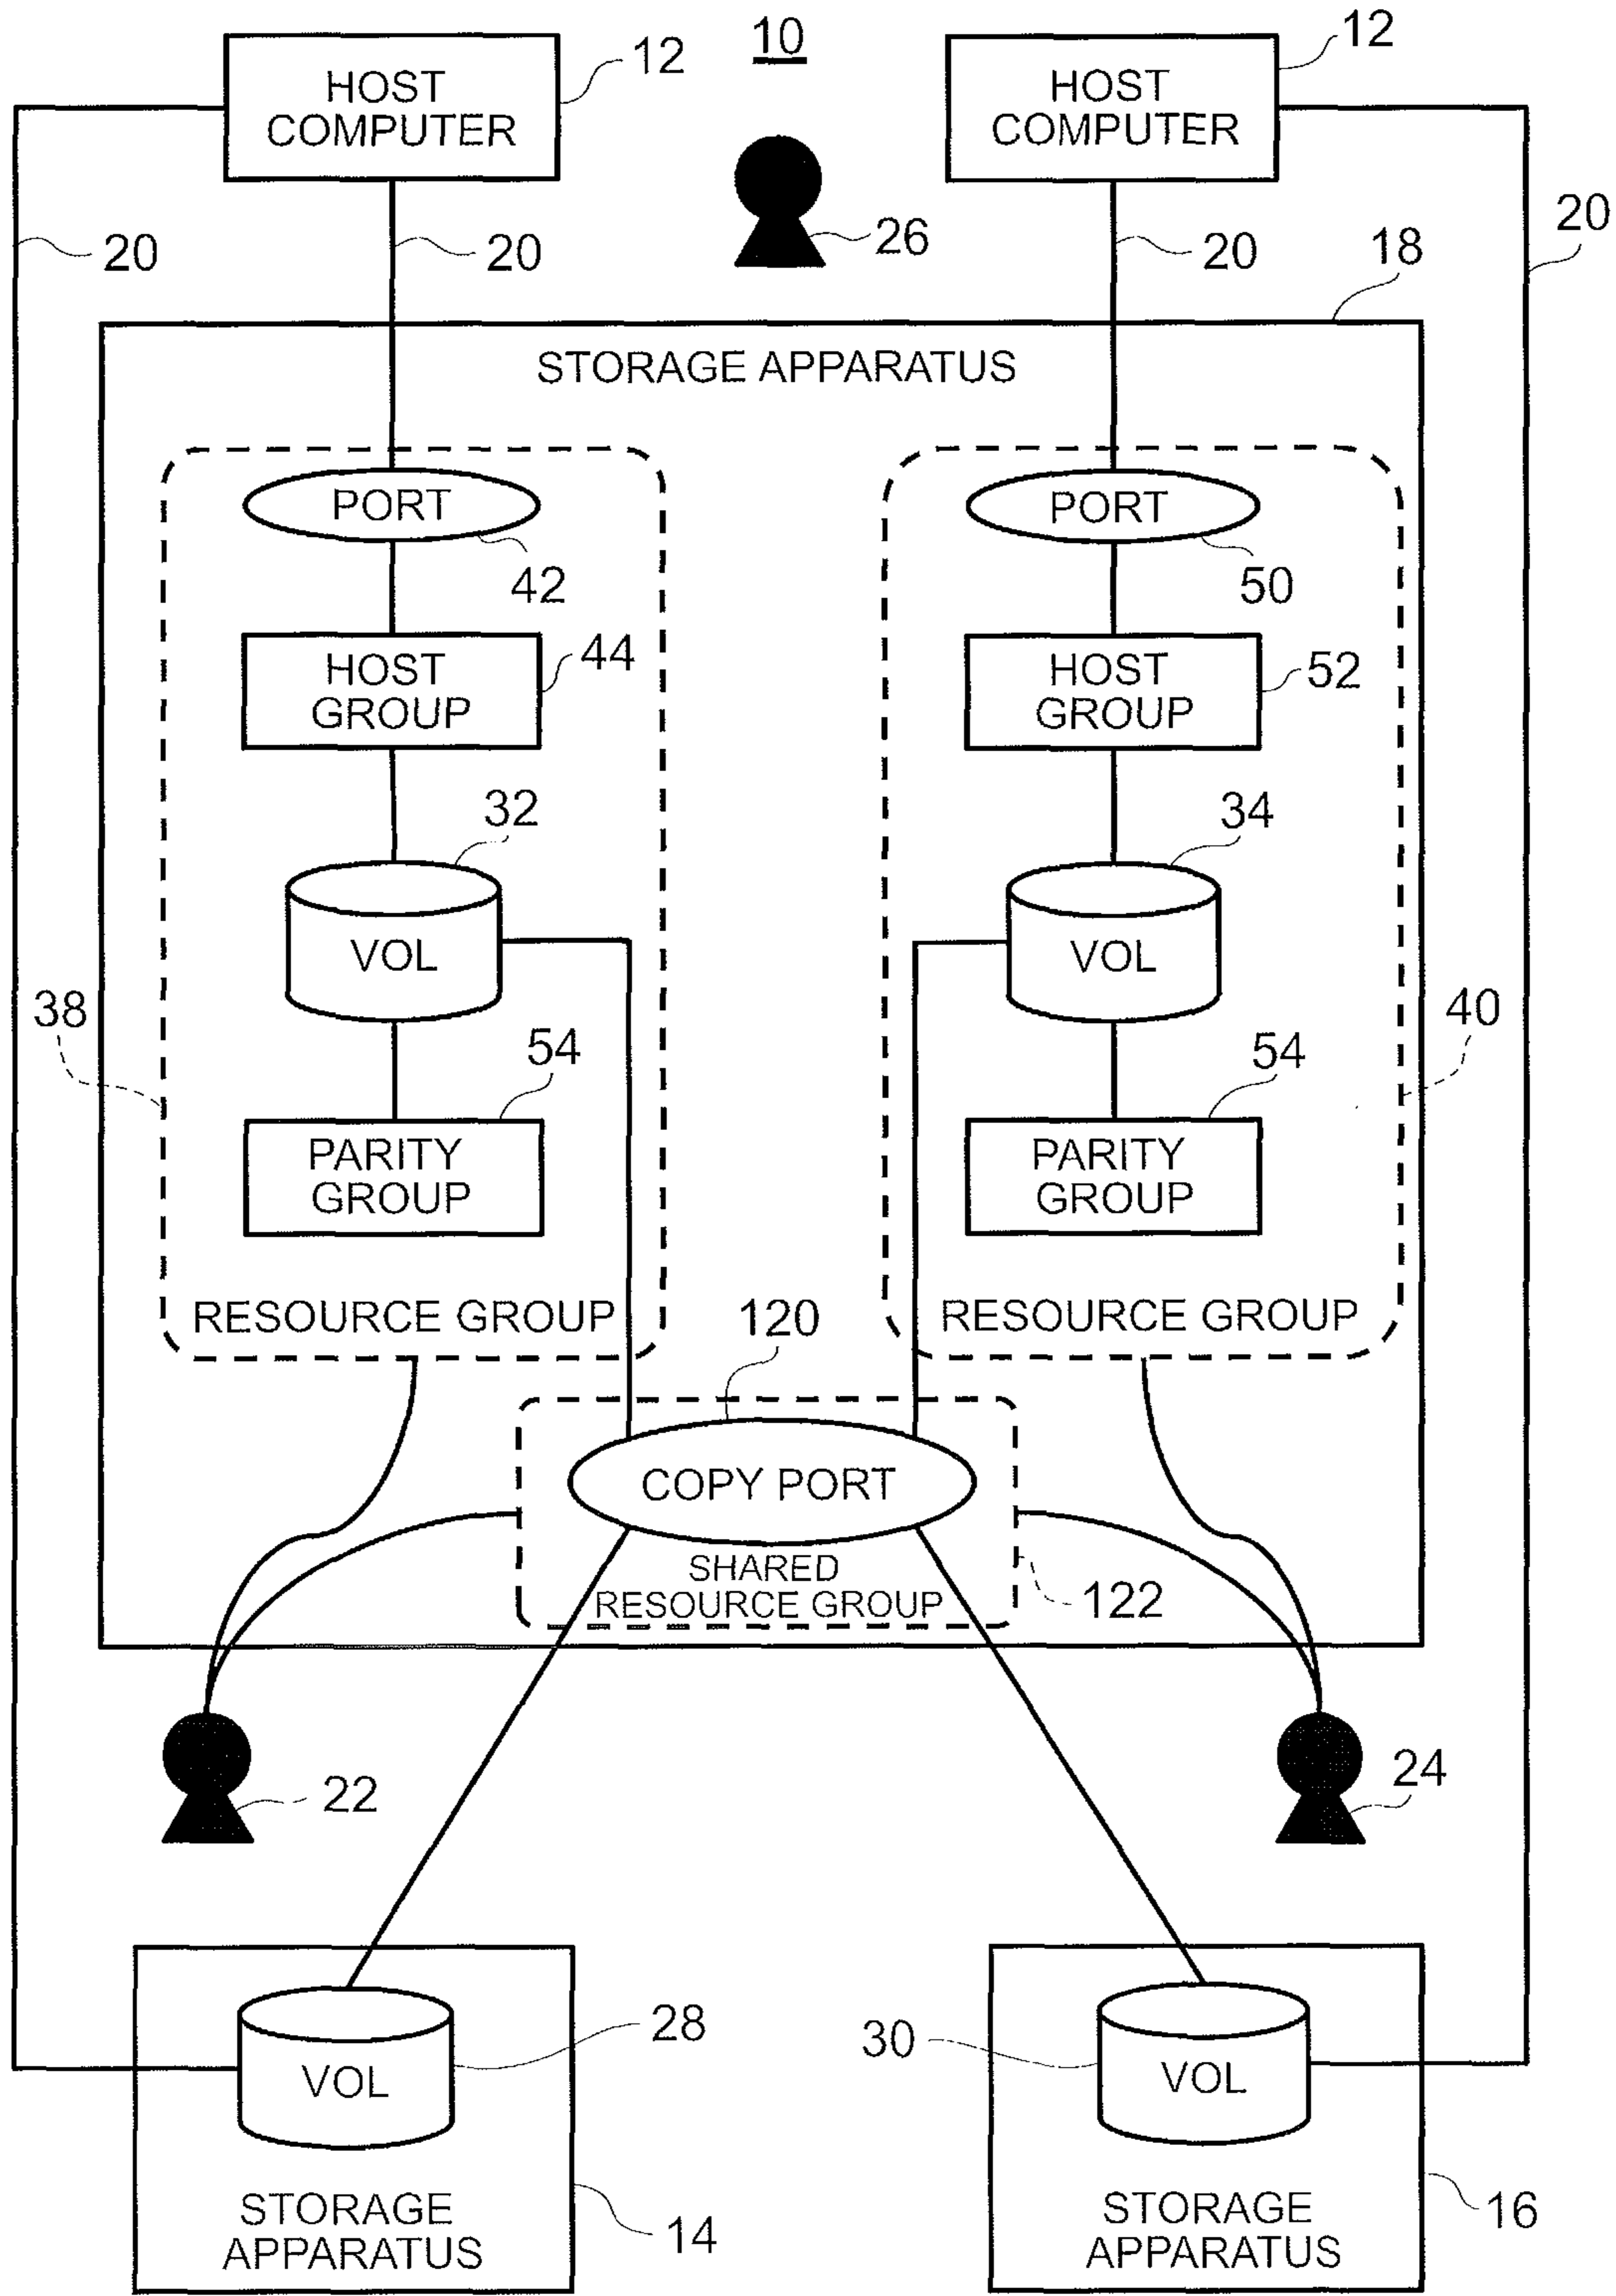 10
HOST
COMPUTER
12
HOST
COMPUTER
12
20
20
26
20
20
18
STORAGE APPARATUS
PORT
42
PORT
50
HOST
GROUP
44
HOST
GROUP
52
32
VOL
34
VOL
38
40
54
PARITY
GROUP
54
PARITY
GROUP
RESOURCE GROUP
120
RESOURCE GROUP
COPY PORT
SHARED
RESOURCE GROUP
122
22
24
28
VOL
30
VOL
STORAGE
APPARATUS
14
STORAGE
APPARATUS
16